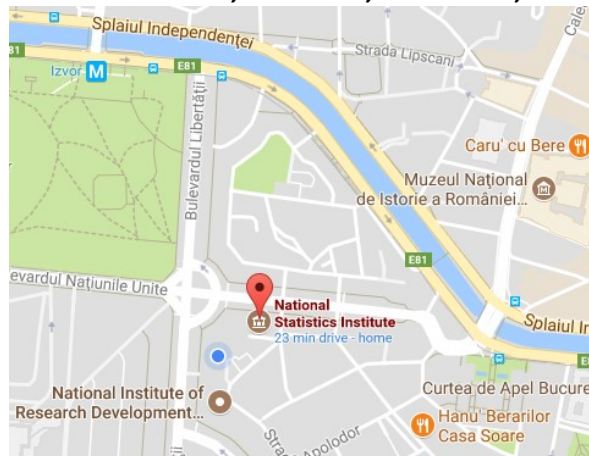 Splaiul Independenței
Strada Lipscani
Izvor M
E81
Bulevardul Libertății
Caru' cu Bere
Muzeul Național
de Istorie a României...
E81
evardul Națiunile Unite
National
Statistics Institute
23 min drive - home
Splaiul In
National Institute of
Research Development...
Curtea de Apel Bucure
Hanu' Berarilor
Casa Soare
Strada Apolodor